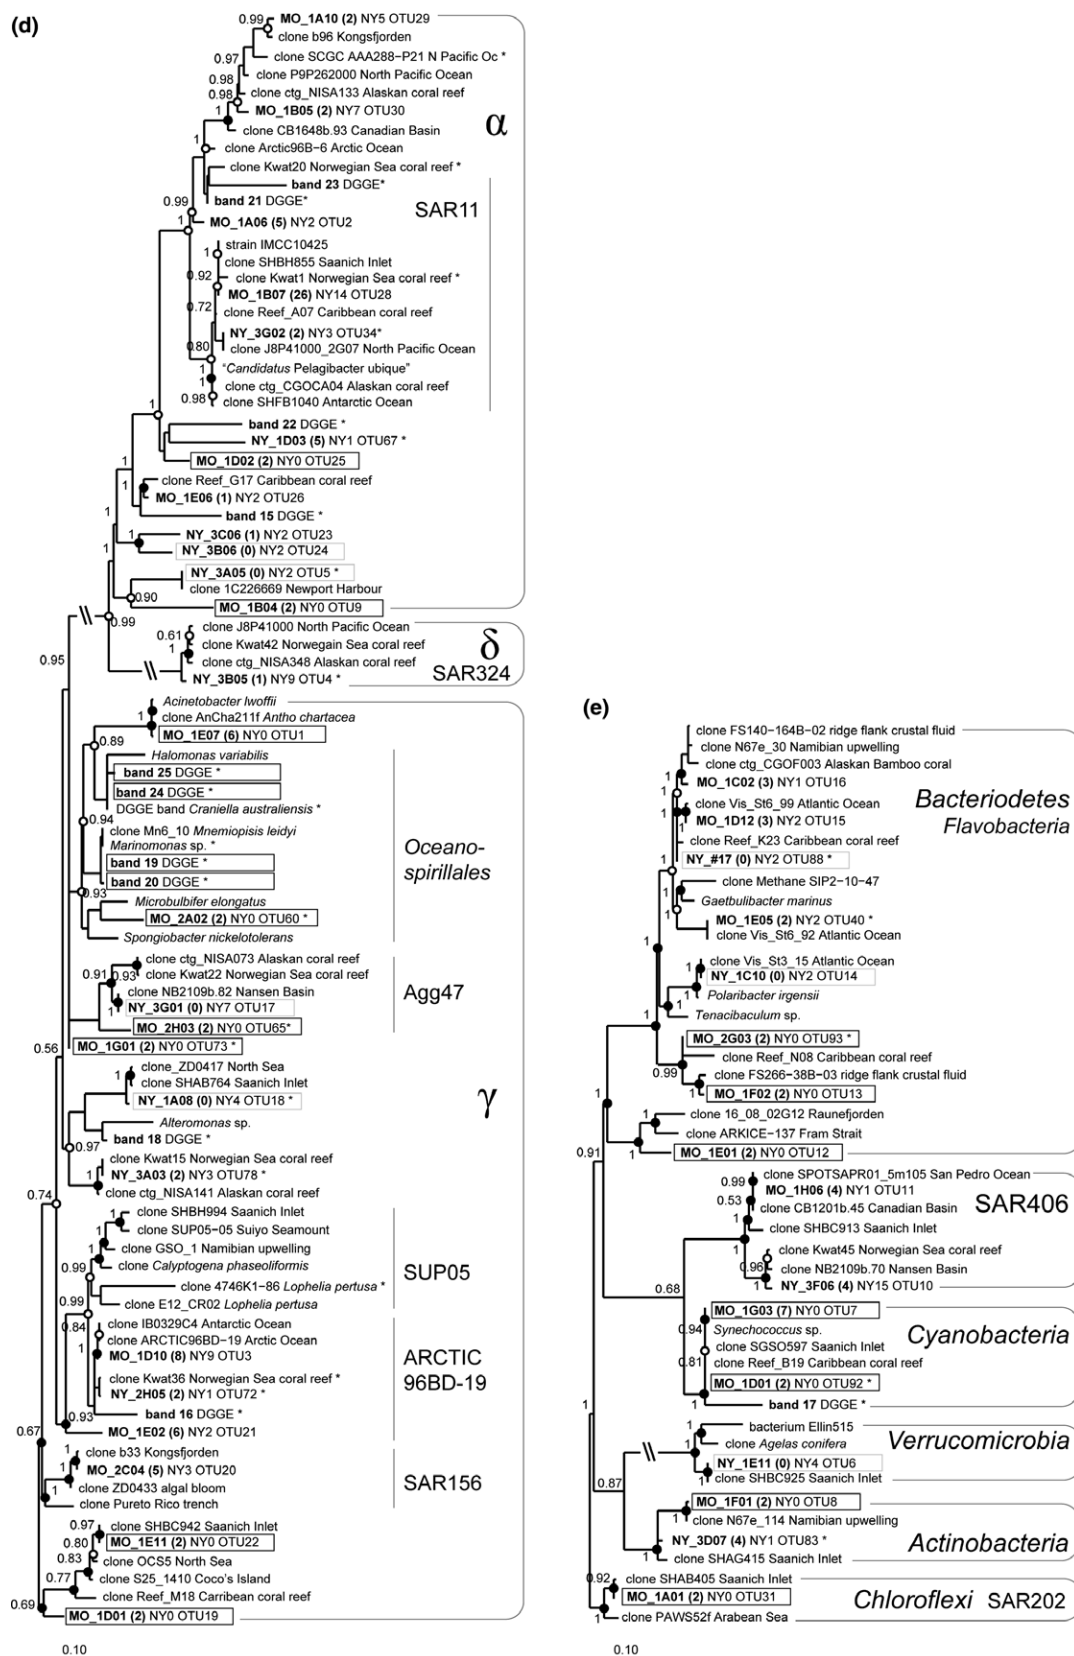 (d)
0.99
MO_1A10 (2) NY5 OTU29
clone b96 Kongsfjorden
clone SCGC AAA288-P21 N Pacific Oc *
0.97
clone P9P262000 North Pacific Ocean
0.98
clone ctg_NISA133 Alaskan coral reef
0.98
MO_1B05 (2) NY7 OTU30
1
clone CB1648b.93 Canadian Basin
α
1
clone Arctic96B-6 Arctic Ocean
clone Kwat20 Norwegian Sea coral reef *
band 23 DGGE*
band 21 DGGE*
0.99
SAR11
MO_1A06 (5) NY2 OTU2
1
strain IMCC10425
1
clone SHBH855 Saanich Inlet
0.92
clone Kwat1 Norwegian Sea coral reef *
MO_1B07 (26) NY14 OTU28
0.72
clone Reef_A07 Caribbean coral reef
NY_3G02 (2) NY3 OTU34*
0.80
clone J8P41000_2G07 North Pacific Ocean
1
"Candidatus Pelagibacter ubique"
1
clone ctg_CGOCA04 Alaskan coral reef
0.98
clone SHFB1040 Antarctic Ocean
1
band 22 DGGE *
NY_1D03 (5) NY1 OTU67 *
MO_1D02 (2) NY0 OTU25
1
clone Reef_G17 Caribbean coral reef
1
MO_1E06 (1) NY2 OTU26
1
band 15 DGGE *
1
NY_3C06 (1) NY2 OTU23
1
NY_3B06 (0) NY2 OTU24
NY_3A05 (0) NY2 OTU5 *
clone 1C226669 Newport Harbour
0.90
MO_1B04 (2) NY0 OTU9
0.99
clone J8P41000 North Pacific Ocean
0.61
clone Kwat42 Norwegain Sea coral reef
1
clone ctg_NISA348 Alaskan coral reef
NY_3B05 (1) NY9 OTU4 *
δ
SAR324
0.95
Acinetobacter lwoffii
1
clone AnCha211f Antho chartacea
MO_1E07 (6) NY0 OTU1
0.89
Halomonas variabilis
band 25 DGGE *
band 24 DGGE *
DGGE band Craniella australiensis *
0.94
clone Mn6_10 Mnemiopsis leidyi
Marinomonas sp. *
band 19 DGGE *
band 20 DGGE *
0.93
Microbulbifer elongatus
MO_2A02 (2) NY0 OTU60 *
Spongiobacter nickelotolerans
Oceano-
spirillales
clone ctg_NISA073 Alaskan coral reef
0.91
0.93
clone Kwat22 Norwegian Sea coral reef
clone NB2109b.82 Nansen Basin
1
NY_3G01 (0) NY7 OTU17
MO_2H03 (2) NY0 OTU65*
Agg47
MO_1G01 (2) NY0 OTU73 *
0.56
clone_ZD0417 North Sea
1
clone SHAB764 Saanich Inlet
NY_1A08 (0) NY4 OTU18 *
γ
Alteromonas sp.
band 18 DGGE *
0.97
clone Kwat15 Norwegian Sea coral reef
NY_3A03 (2) NY3 OTU78 *
1
clone ctg_NISA141 Alaskan coral reef
0.74
clone SHBH994 Saanich Inlet
1
clone SUP05-05 Suiyo Seamount
1
clone GSO_1 Namibian upwelling
1
clone Calyptogena phaseoliformis
0.99
clone 4746K1-86 Lophelia pertusa *
clone E12_CR02 Lophelia pertusa
SUP05
0.99
clone IB0329C4 Antarctic Ocean
0.84
clone ARCTIC96BD-19 Arctic Ocean
1
MO_1D10 (8) NY9 OTU3
clone Kwat36 Norwegian Sea coral reef *
NY_2H05 (2) NY1 OTU72 *
band 16 DGGE *
0.93
MO_1E02 (6) NY2 OTU21
1
ARCTIC
96BD-19
0.67
clone b33 Kongsfjorden
1
MO_2C04 (5) NY3 OTU20
1
clone ZD0433 algal bloom
1
clone Pureto Rico trench
SAR156
0.97
clone SHBC942 Saanich Inlet
0.80
MO_1E11 (2) NY0 OTU22
0.83
clone OCS5 North Sea
0.77
clone S25_1410 Coco's Island
clone Reef_M18 Carribean coral reef
0.69
MO_1D01 (2) NY0 OTU19
0.10
(e)
clone FS140-164B-02 ridge flank crustal fluid
clone N67e_30 Namibian upwelling
clone ctg_CGOF003 Alaskan Bamboo coral
1
MO_1C02 (3) NY1 OTU16
1
clone Vis_St6_99 Atlantic Ocean
1
MO_1D12 (3) NY2 OTU15
clone Reef_K23 Caribbean coral reef
1
NY_#17 (0) NY2 OTU88 *
1
clone Methane SIP2-10-47
1
Gaetbulibacter marinus
1
MO_1E05 (2) NY2 OTU40 *
clone Vis_St6_92 Atlantic Ocean
Bacteriodetes
Flavobacteria
1
clone Vis_St3_15 Atlantic Ocean
1
NY_1C10 (0) NY2 OTU14
1
Polaribacter irgensii
Tenacibaculum sp.
1
MO_2G03 (2) NY0 OTU93 *
clone Reef_N08 Caribbean coral reef
0.99
clone FS266-38B-03 ridge flank crustal fluid
1
MO_1F02 (2) NY0 OTU13
1
clone 16_08_02G12 Raunefjorden
1
clone ARKICE-137 Fram Strait
1
MO_1E01 (2) NY0 OTU12
0.91
clone SPOTSAPR01_5m105 San Pedro Ocean
0.99
MO_1H06 (4) NY1 OTU11
0.53
clone CB1201b.45 Canadian Basin
1
clone SHBC913 Saanich Inlet
1
clone Kwat45 Norwegian Sea coral reef
0.96
clone NB2109b.70 Nansen Basin
1
NY_3F06 (4) NY15 OTU10
SAR406
0.68
MO_1G03 (7) NY0 OTU7
0.94
Synechococcus sp.
clone SGSO597 Saanich Inlet
0.81
clone Reef_B19 Caribbean coral reef
MO_1D01 (2) NY0 OTU92 *
1
band 17 DGGE *
Cyanobacteria
1
bacterium Ellin515
clone Agelas conifera
1
NY_1E11 (0) NY4 OTU6
1
clone SHBC925 Saanich Inlet
Verrucomicrobia
0.87
MO_1F01 (2) NY0 OTU8
1
clone N67e_114 Namibian upwelling
NY_3D07 (4) NY1 OTU83 *
1
clone SHAG415 Saanich Inlet
Actinobacteria
0.92
clone SHAB405 Saanich Inlet
MO_1A01 (2) NY0 OTU31
1
clone PAWS52f Arabean Sea
Chloroflexi SAR202
0.10